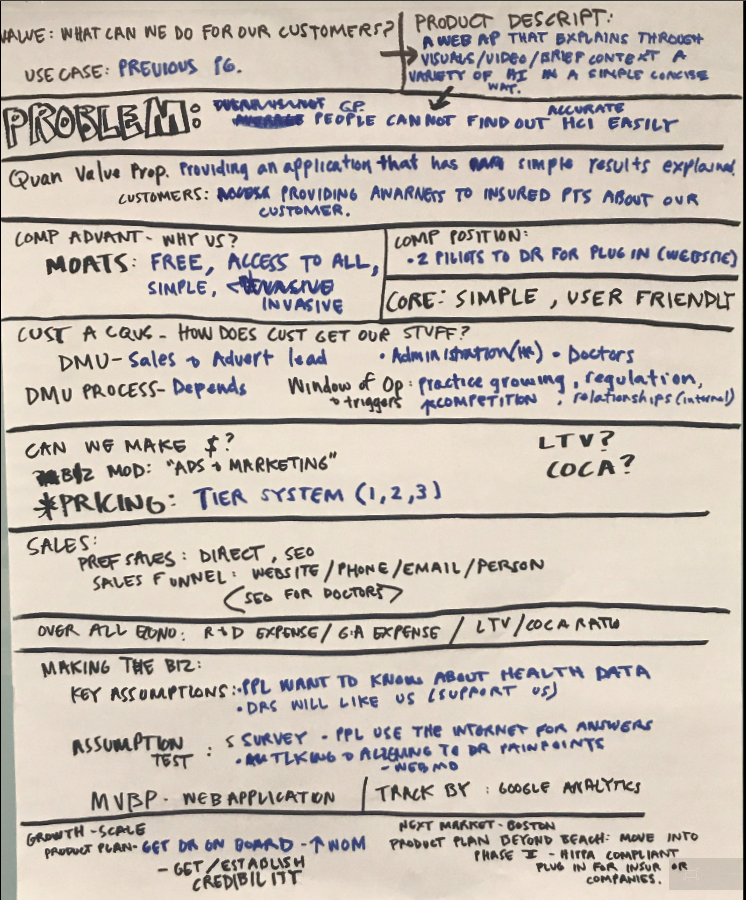 VALUE: WHAT CAN WE DO FOR OUR CUSTOMERS?
USE CASE: PREVIOUS PG.
PRODUCT DESCRIPT:
A WEB AP THAT EXPLAINS THROUGH
VISUALS/VIDEO/BRIEF CONTEXT A
VARIETY OF HI IN A SIMPLE CONCISE
WAY.
PROBLEM:
G.P. ACCURATE
PEOPLE CANNOT FIND OUT HCI EASILY
Quan Value Prop. Providing an application that has simple results explained.
CUSTOMERS: PROVIDING AWARNESS TO INSURED PTS ABOUT OUR
CUSTOMER.
COMP ADVANT- WHY US?
MOATS: FREE, ACCESS TO ALL,
SIMPLE,
INVASIVE
COMP POSITION:
• 2 PILIOTS TO DR FOR PLUG IN (WEBSITE)
CORE: SIMPLE, USER FRIENDLY
CUST ACQUS - HOW DOES CUST GET OUR STUFF?
DMU- Sales → Advert lead • Administration(HR) • Doctors
DMU PROCESS- Depends
Window of Op: practice growing, regulation,
→ triggers COMPETITION, relationships (internal)
CAN WE MAKE $?
BIZ MOD: "ADS → MARKETING"
*PRICING: TIER SYSTEM (1,2,3)
LTV?
COCA?
SALES:
PREF SALES: DIRECT, SEO
SALES FUNNEL: WEBSITE/PHONE/EMAIL/PERSON
(SEO FOR DOCTORS)
OVER ALL ECONO: R+D EXPENSE/G+A EXPENSE / LTV/COCA RATIO
MAKING THE BIZ:
KEY ASSUMPTIONS: • PPL WANT TO KNOW ABOUT HEALTH DATA
• DRS WILL LIKE US (SUPPORT US)
ASSUMPTION
TEST : SURVEY • PPL USE THE INTERNET FOR ANSWERS
• TLKING → ALIGNING TO DR PAINPOINTS
- WEBMD
MVBP - WEB APPLICATION
TRACK BY : GOOGLE ANALYTICS
GROWTH-SCALE
PRODUCT PLAN- GET DR ON BOARD - ↑ WOM
- GET/ESTABLISH
CREDIBILITY
NEXT MARKET- BOSTON
PRODUCT PLAN BEYOND BEACH: MOVE INTO
PHASE II - HIPPA COMPLIANT
PLUG IN FOR INSUR OR
COMPANIES.